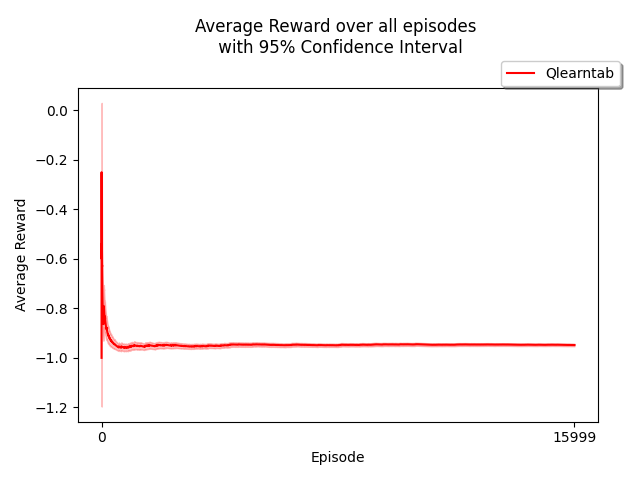 Average Reward over all episodes
with 95% Confidence Interval
Qlearntab
0.0
−0.2
−0.4
−0.6
−0.8
−1.0
−1.2
Average Reward
0
15999
Episode